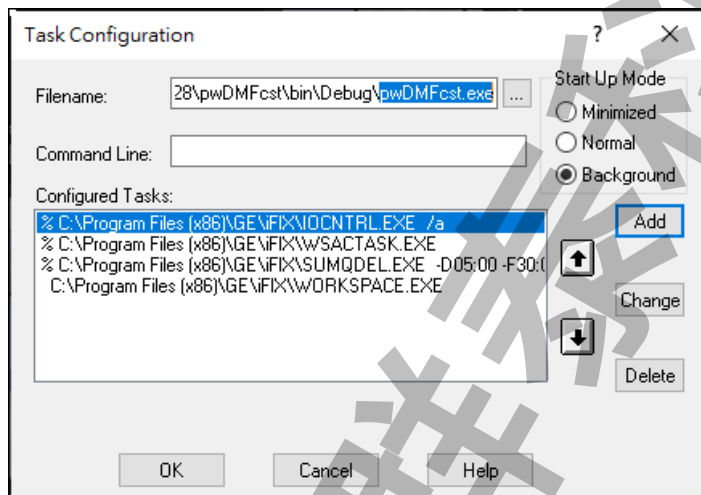 Task Configuration
?
Filename:
28\pwDMFcst\bin\Debug\pwDMFcst.exe
...
Start Up Mode
Minimized
Normal
Background
Command Line:
Configured Tasks:
% C:\Program Files (x86)\GE\iFIX\IOCNTRL.EXE /a
% C:\Program Files (x86)\GE\iFIX\WSACTASK.EXE
% C:\Program Files (x86)\GE\iFIX\SUMQDEL.EXE -D05:00 -F30:(
C:\Program Files (x86)\GE\iFIX\WORKSPACE.EXE
Add
Change
Delete
OK
Cancel
Help